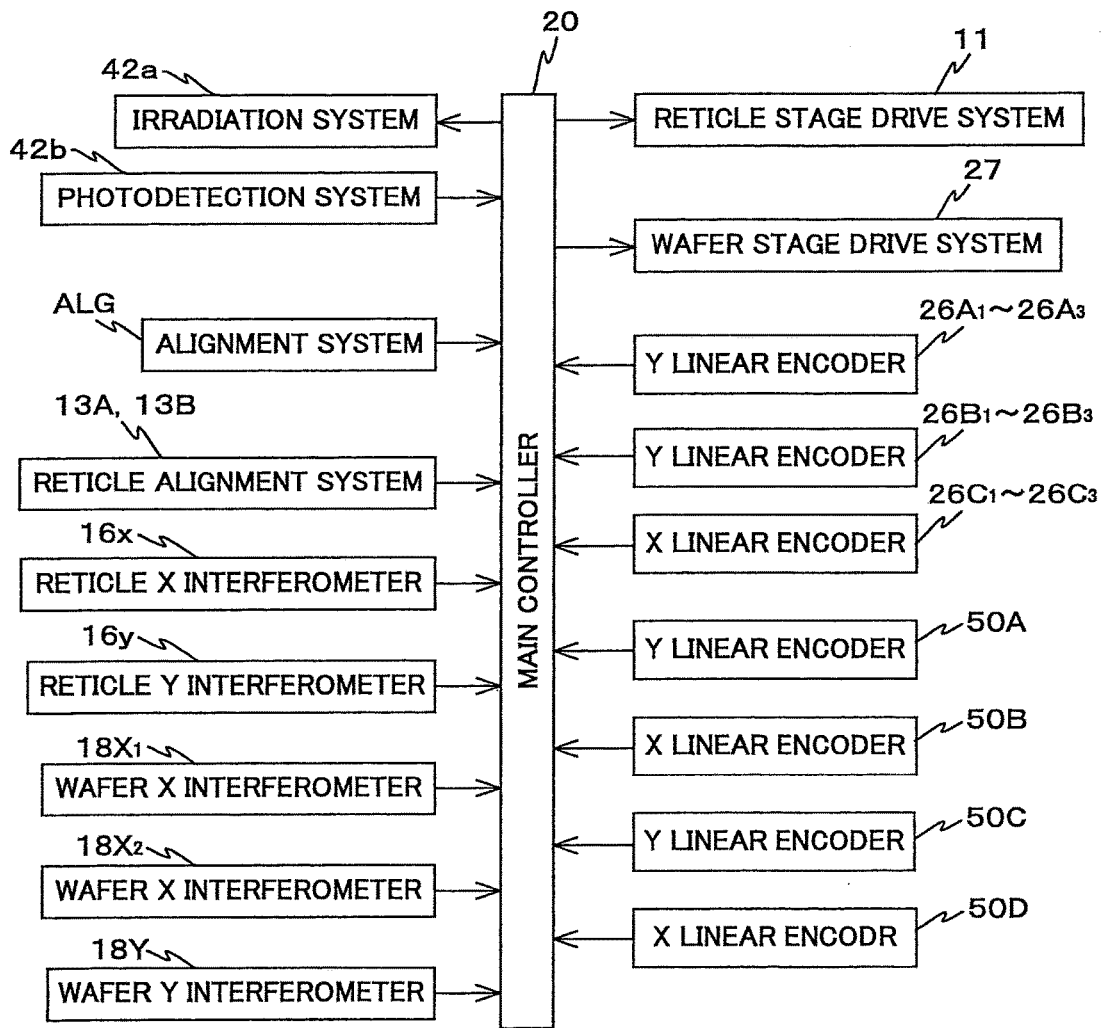 20
42a
11
IRRADIATION SYSTEM
RETICLE STAGE DRIVE SYSTEM
42b
PHOTODETECTION SYSTEM
27
WAFER STAGE DRIVE SYSTEM
ALG
ALIGNMENT SYSTEM
26A1~26A3
Y LINEAR ENCODER
13A, 13B
RETICLE ALIGNMENT SYSTEM
26B1~26B3
Y LINEAR ENCODER
MAIN CONTROLLER
26C1~26C3
X LINEAR ENCODER
16x
RETICLE X INTERFEROMETER
16y
RETICLE Y INTERFEROMETER
50A
Y LINEAR ENCODER
18X1
WAFER X INTERFEROMETER
50B
X LINEAR ENCODER
18X2
WAFER X INTERFEROMETER
50C
Y LINEAR ENCODER
18Y
WAFER Y INTERFEROMETER
50D
X LINEAR ENCODR